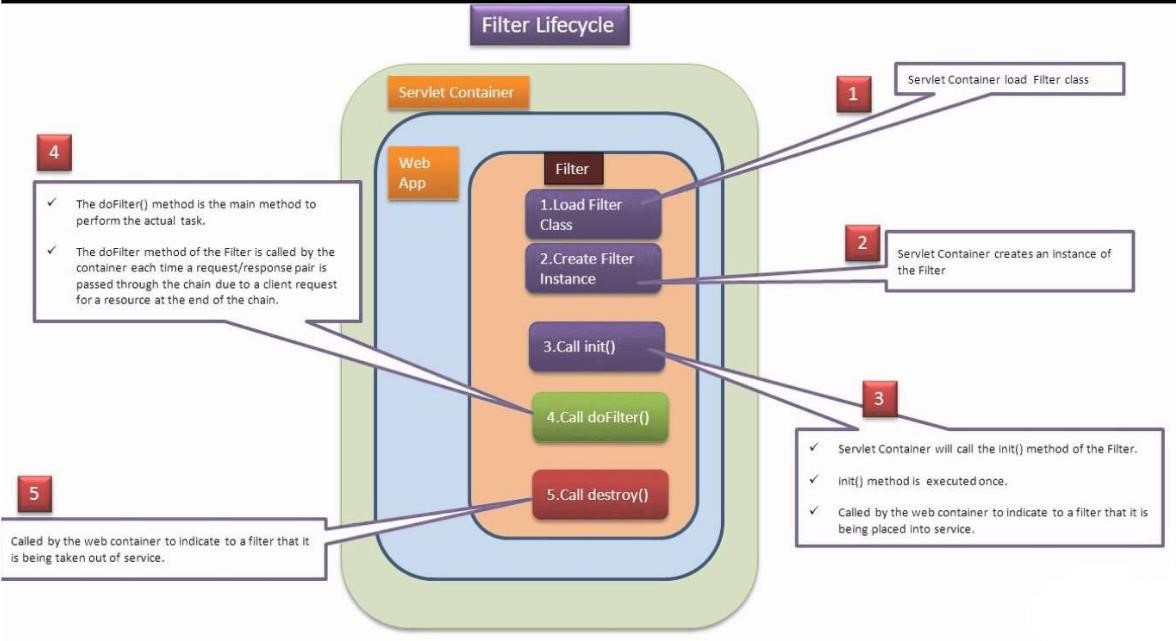 Filter Lifecycle
Servlet Container
Web
App
Filter
1.Load Filter
Class
2.Create Filter
Instance
3.Call init()
4.Call doFilter()
5.Call destroy()
1
Servlet Container load Filter class
2
Servlet Container creates an instance of
the Filter
3
✓ Servlet Container will call the init() method of the Filter.
✓ init() method is executed once.
✓ Called by the web container to indicate to a filter that it is
being placed into service.
4
✓ The doFilter() method is the main method to
perform the actual task.
✓ The doFilter method of the Filter is called by the
container each time a request/response pair is
passed through the chain due to a client request
for a resource at the end of the chain.
5
Called by the web container to indicate to a filter that it
is being taken out of service.